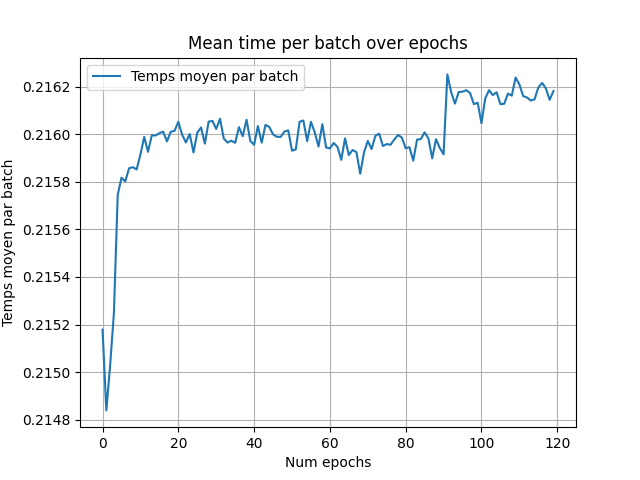 Mean time per batch over epochs
Temps moyen par batch
0.2162
0.2160
0.2158
0.2156
0.2154
0.2152
0.2150
0.2148
Temps moyen par batch
0 20 40 60 80 100 120
Num epochs